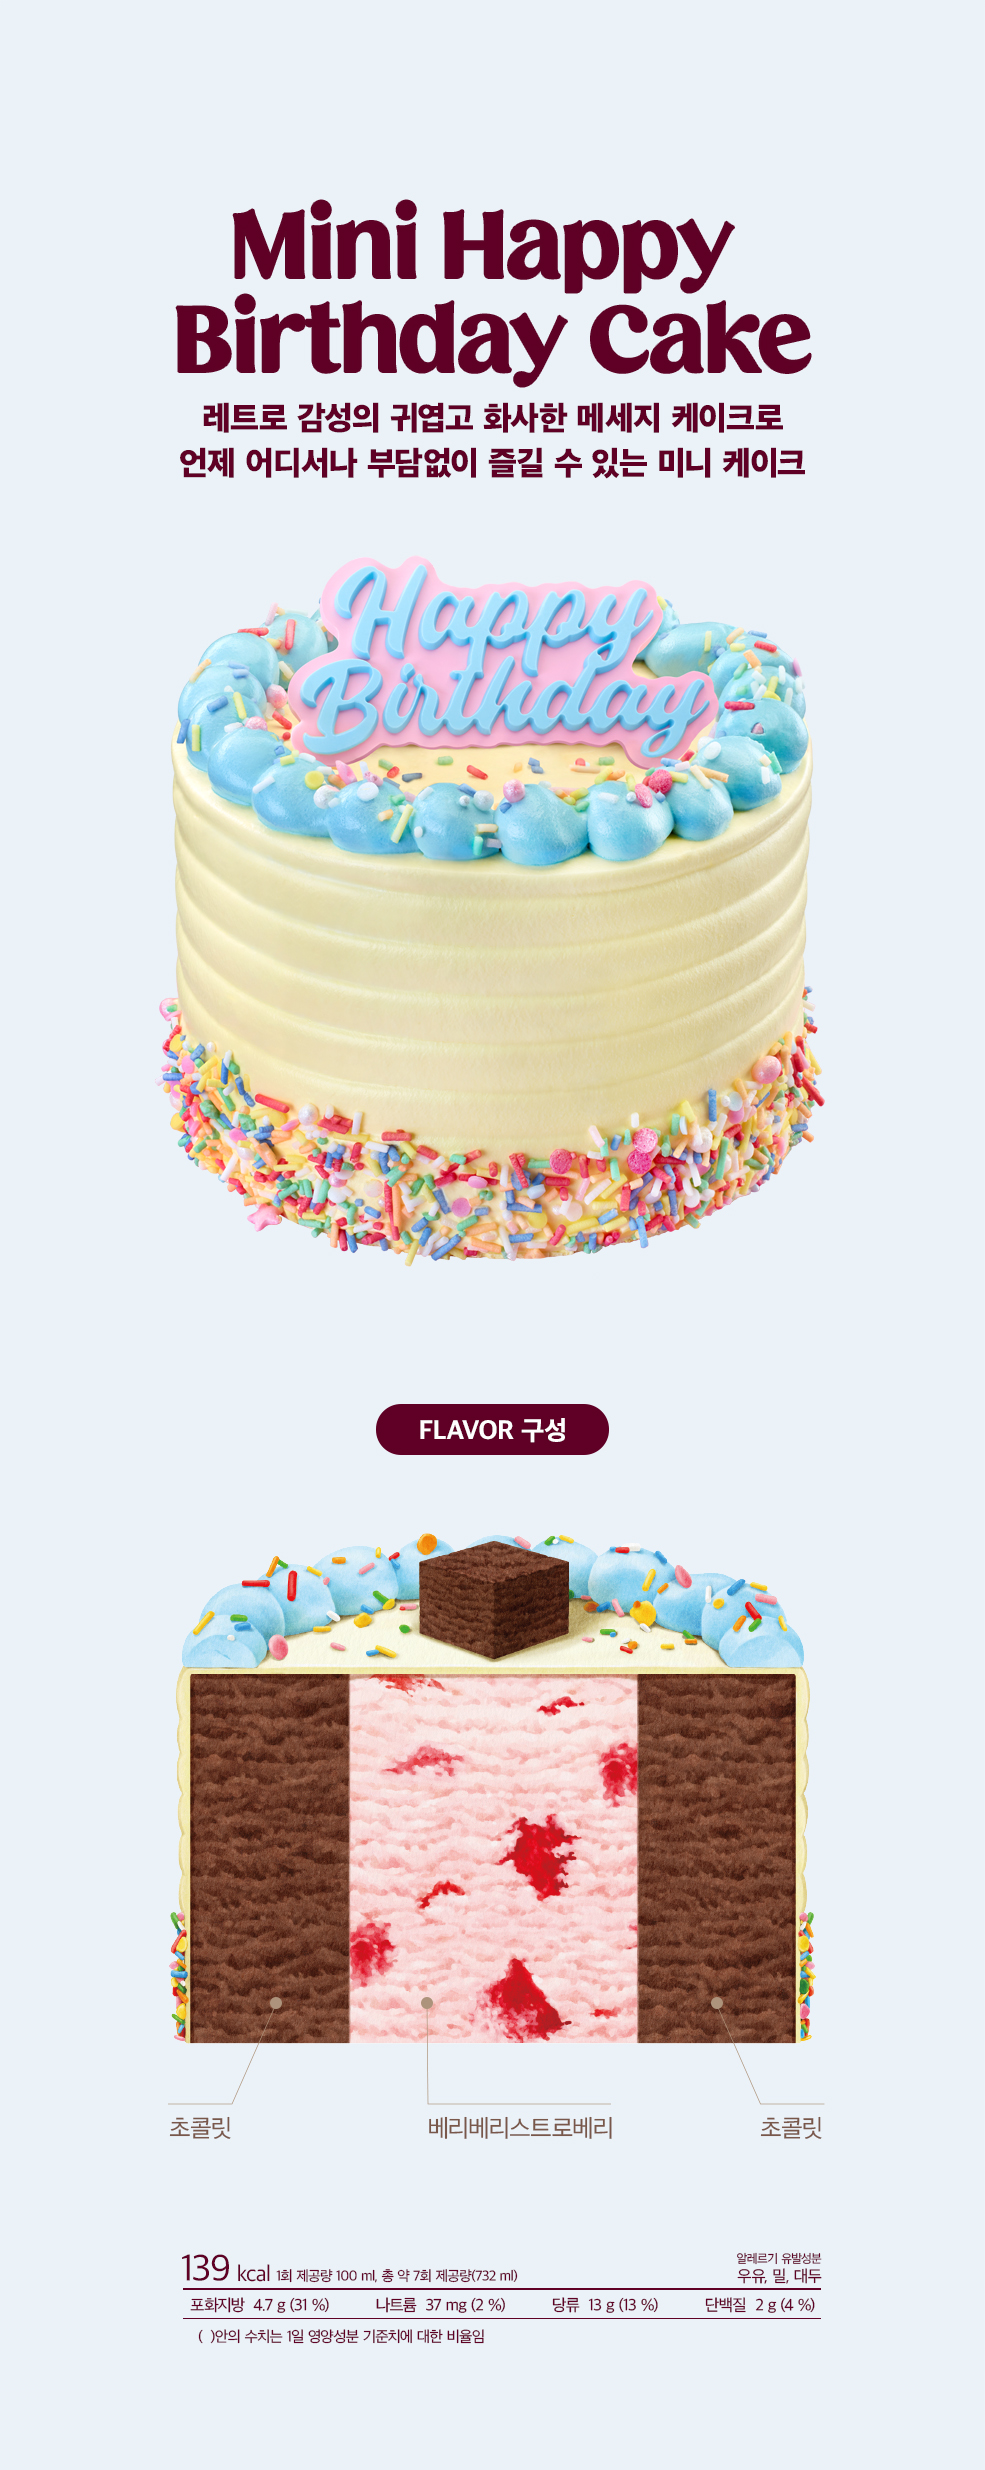 Mini Happy
Birthday Cake
레트로 감성의 귀엽고 화사한 메세지 케이크로
언제 어디서나 부담없이 즐길 수 있는 미니 케이크
Happy
Birthday
FLAVOR 구성
초콜릿 베리베리스트로베리 초콜릿
139 kcal 1회 제공량 100 ml, 총 약 7회 제공량(732 ml)
알레르기 유발성분
우유, 밀, 대두
포화지방 4.7 g (31 %) 나트륨 37 mg (2 %) 당류 13 g (13 %) 단백질 2 g (4 %)
( )안의 수치는 1일 영양성분 기준치에 대한 비율임